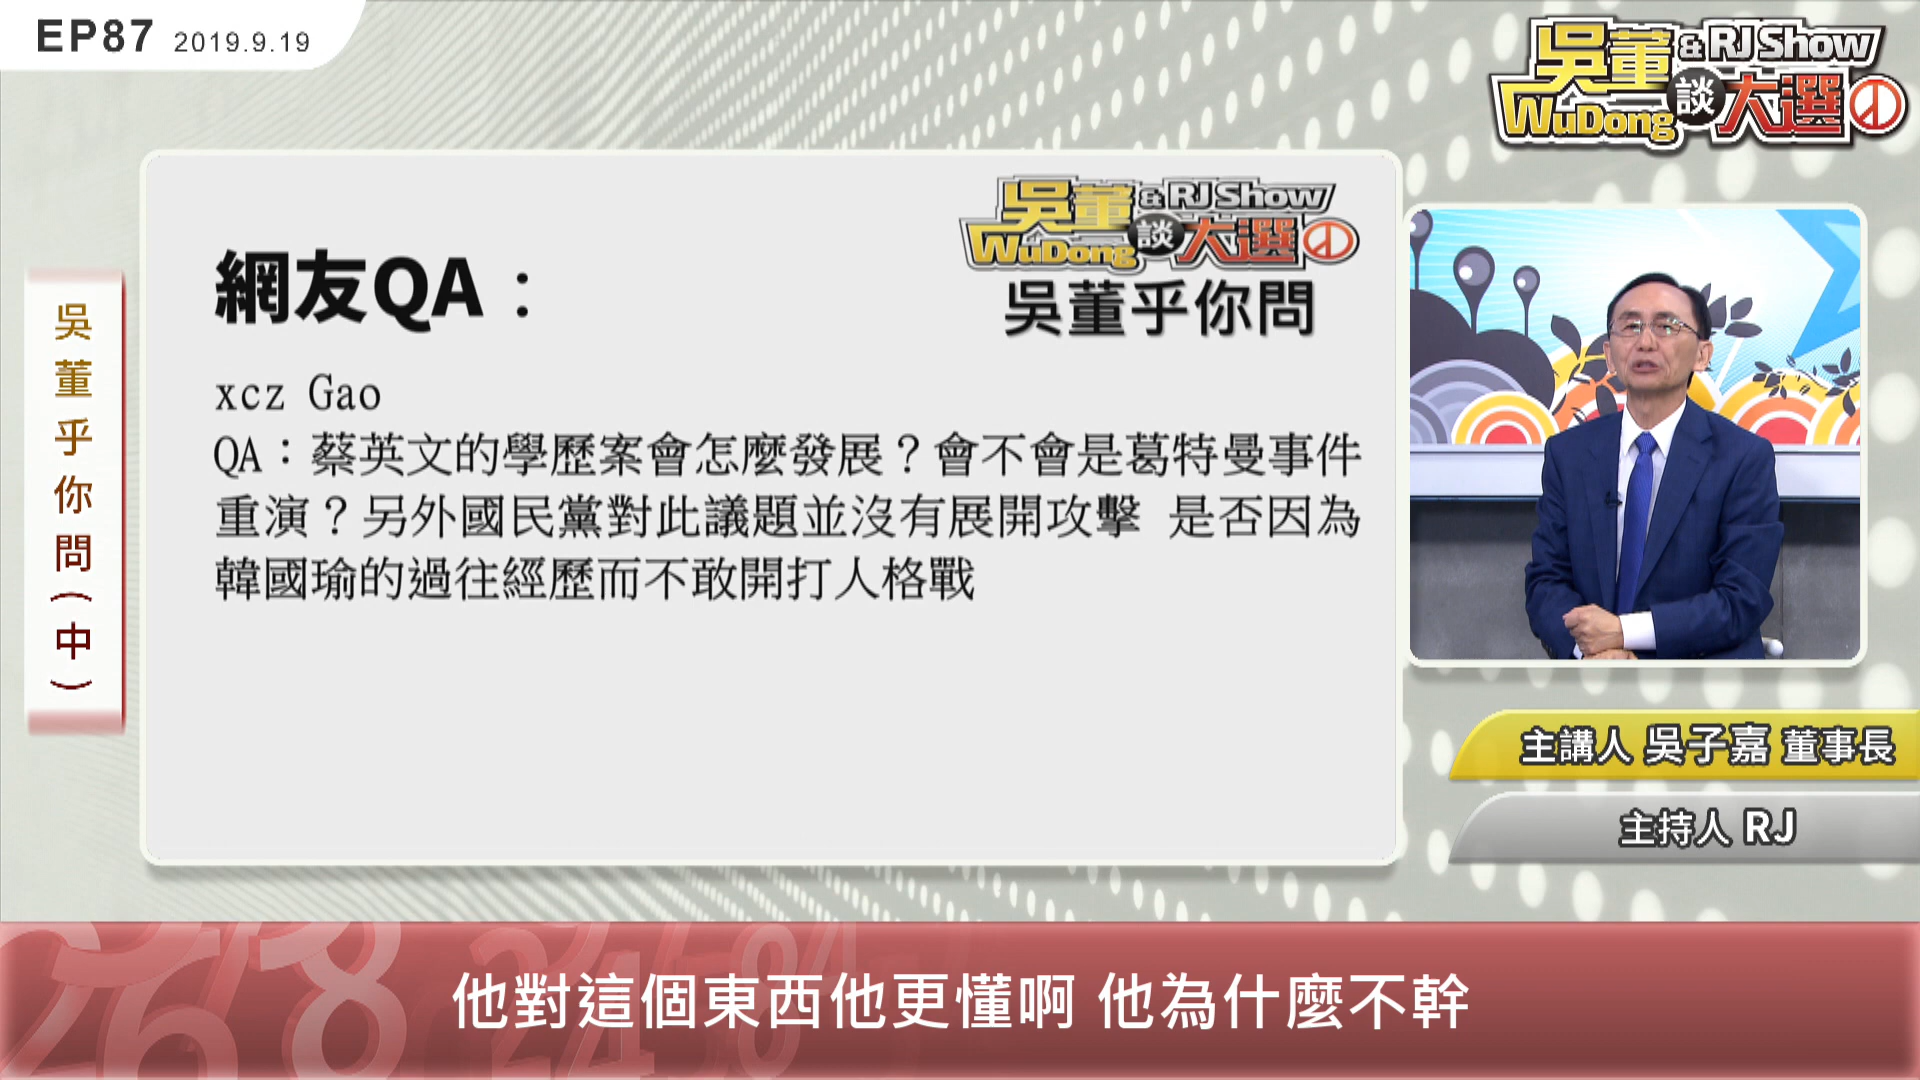 EP87 2019.9.19
吳董 & RJ Show
WuDong 談 大選
吳董 & RJ Show
WuDong 談 大選
吳董乎你問
網友QA：
xcz Gao
QA：蔡英文的學歷案會怎麼發展？會不會是葛特曼事件
重演？另外國民黨對此議題並沒有展開攻擊 是否因為
韓國瑜的過往經歷而不敢開打人格戰
吳董乎你問(中)
主講人 吳子嘉 董事長
主持人 RJ
他對這個東西他更懂啊 他為什麼不幹